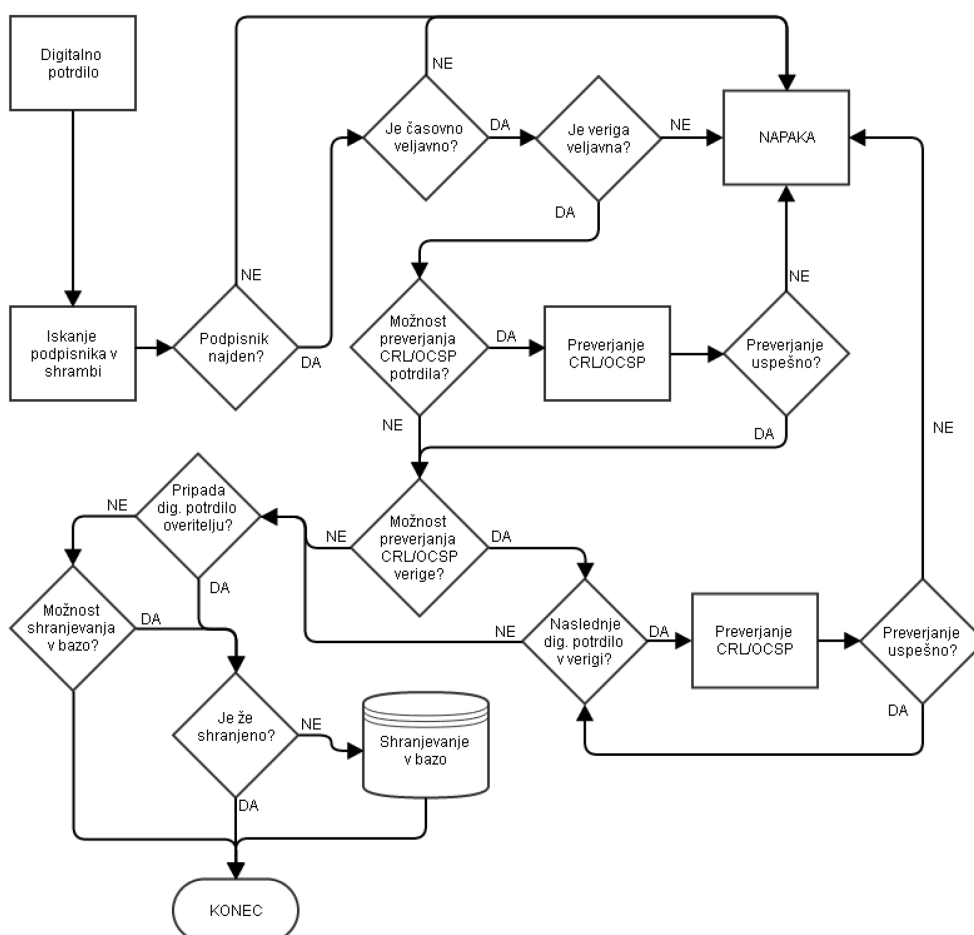 Digitalno
potrdilo
Iskanje
podpisnika v
shrambi
Podpisnik
najden?
NE
DA
Je časovno
veljavno?
NE
DA
Je veriga
veljavna?
NE
DA
NAPAKA
Možnost
preverjanja
CRL/OCSP
potrdila?
DA
NE
Preverjanje
CRL/OCSP
Preverjanje
uspešno?
NE
DA
Možnost
preverjanja
CRL/OCSP
verige?
NE
DA
Naslednje
dig. potrdilo
v verigi?
NE
DA
Preverjanje
CRL/OCSP
Preverjanje
uspešno?
NE
DA
Pripada
dig. potrdilo
overitelju?
NE
DA
Možnost
shranjevanja
v bazo?
DA
Je že
shranjeno?
NE
DA
Shranjevanje
v bazo
KONEC